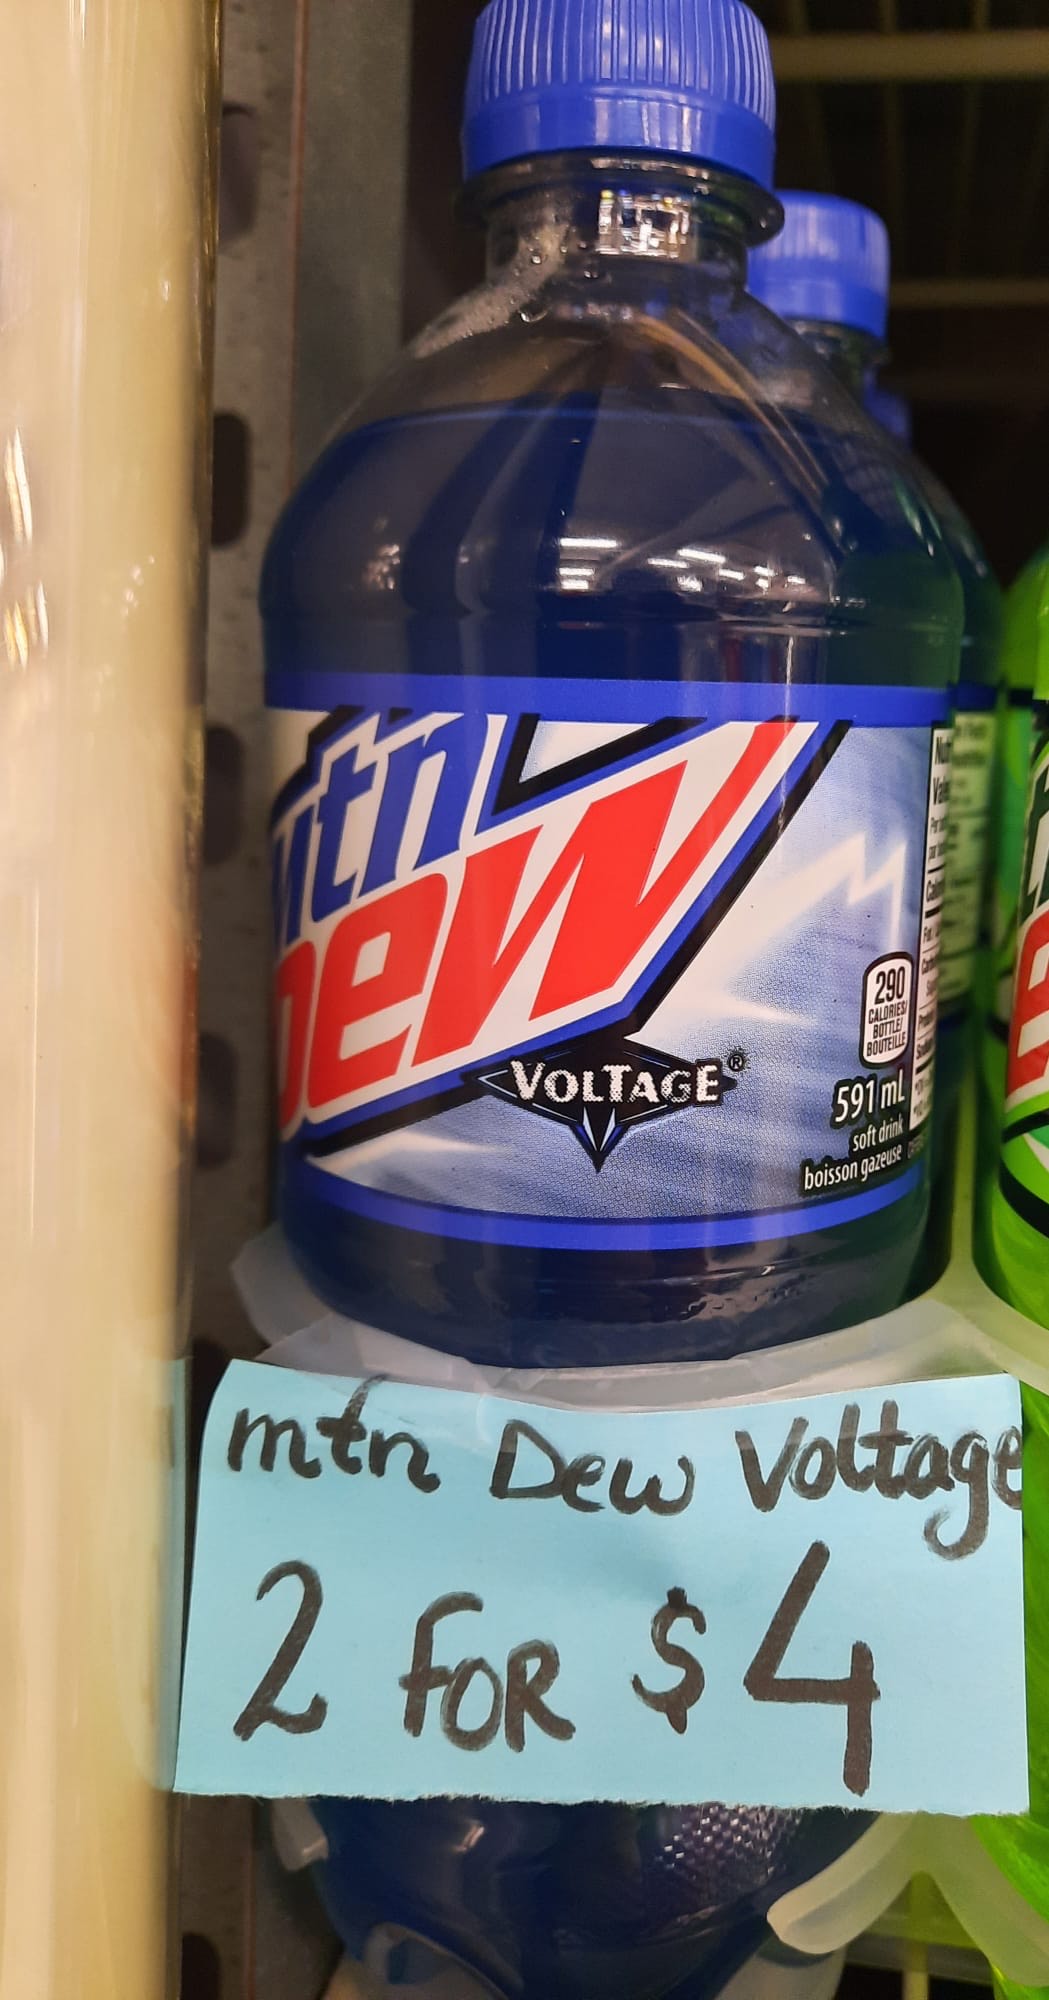 mtn
Dew
VOLTAGE®
290
CALORIES/
BOTTLE/
BOUTEILLE
591 mL
soft drink
boisson gazeuse
mtn Dew Voltage
2 FOR $4